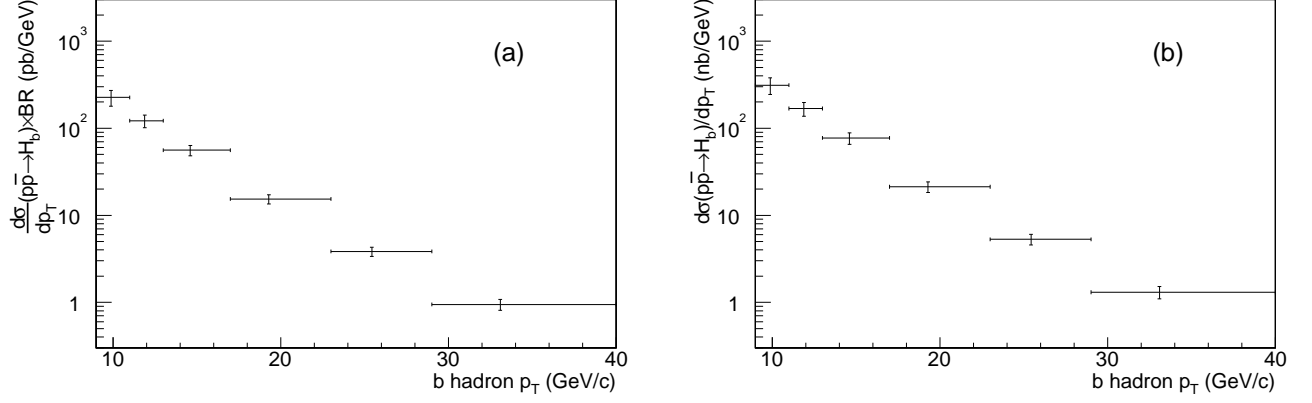 dσ/dp_T(pp̅→H_b)×BR (pb/GeV)
(a)
10³
10²
10
1
10 20 30 40
b hadron p_T (GeV/c)
dσ(pp̅→H_b)/dp_T (nb/GeV)
(b)
10³
10²
10
1
10 20 30 40
b hadron p_T (GeV/c)